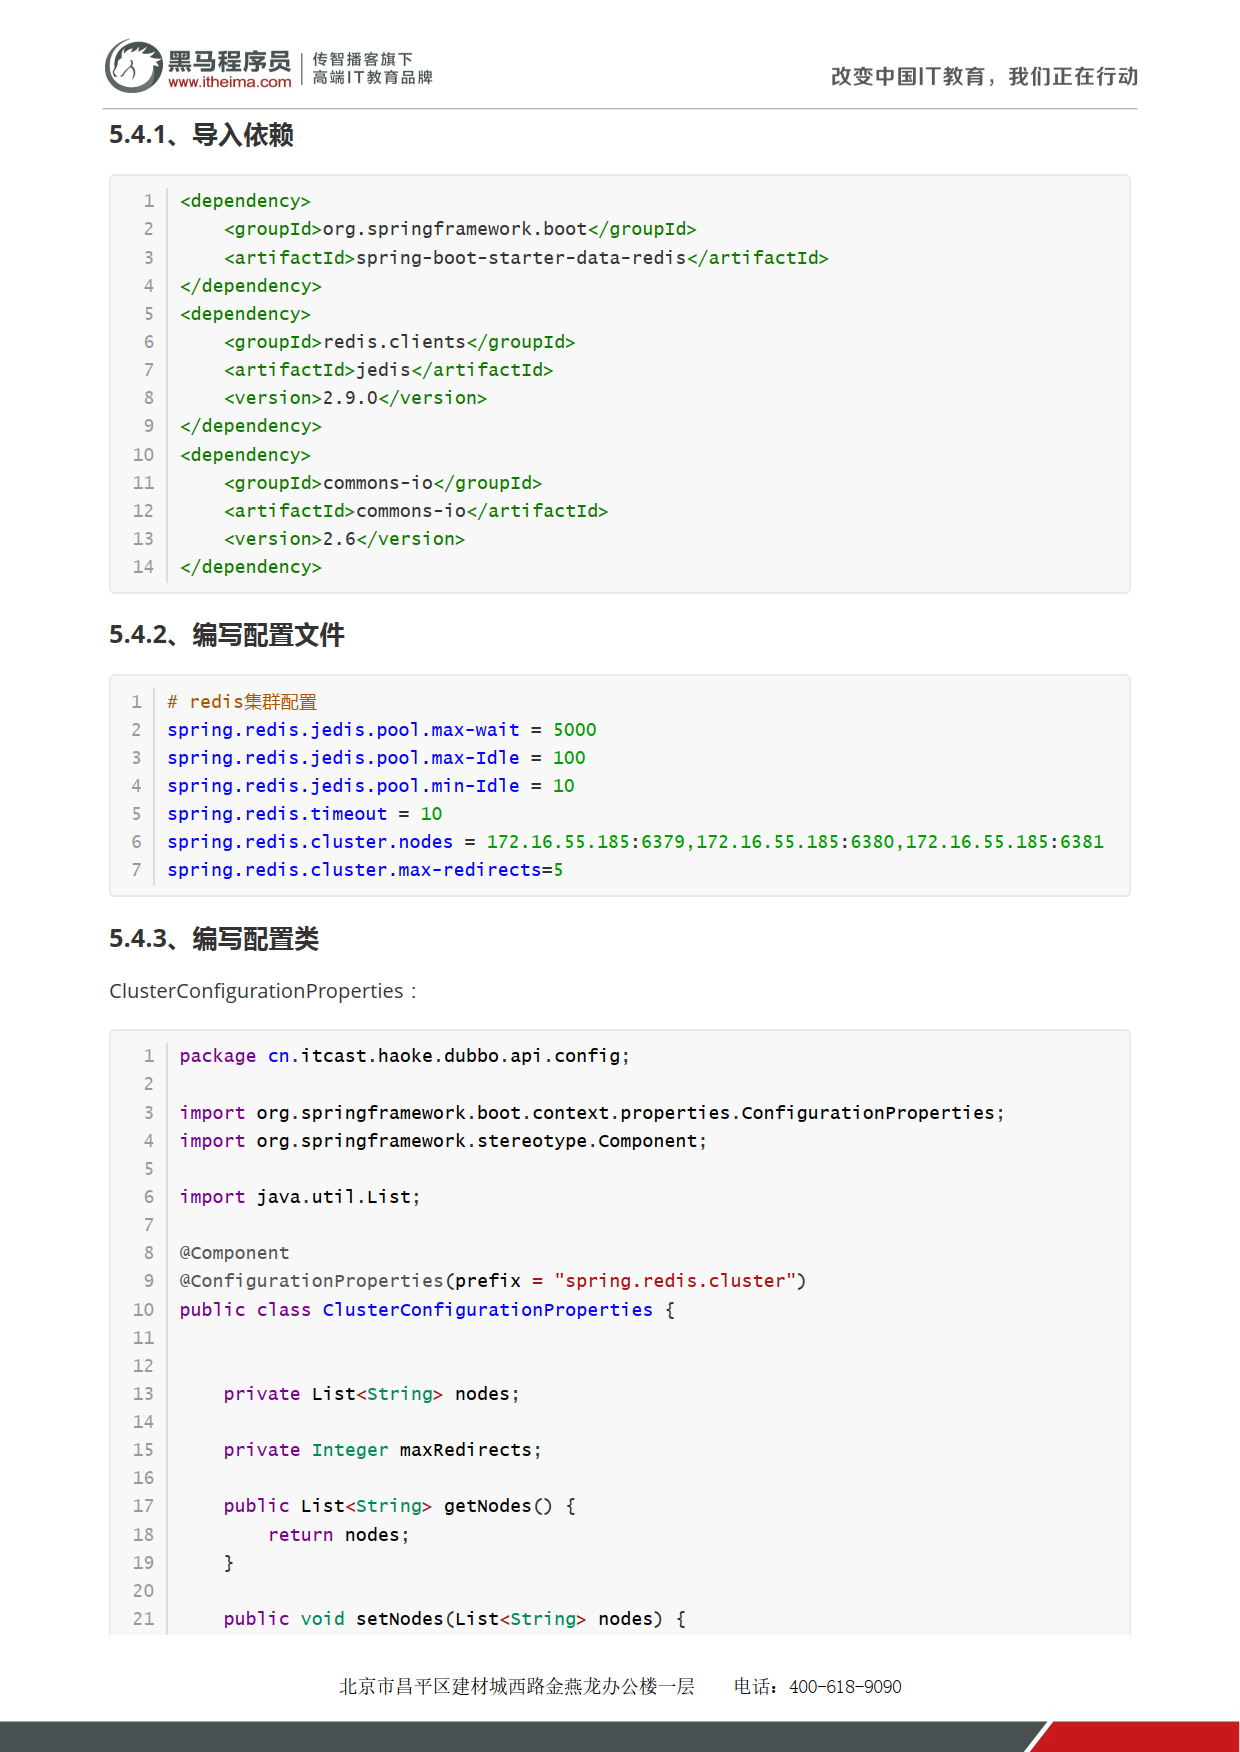 黑马程序员
www.itheima.com
传智播客旗下
高端IT教育品牌
改变中国IT教育，我们正在行动
5.4.1、导入依赖
1 <dependency>
2     <groupId>org.springframework.boot</groupId>
3     <artifactId>spring-boot-starter-data-redis</artifactId>
4 </dependency>
5 <dependency>
6     <groupId>redis.clients</groupId>
7     <artifactId>jedis</artifactId>
8     <version>2.9.0</version>
9 </dependency>
10 <dependency>
11     <groupId>commons-io</groupId>
12     <artifactId>commons-io</artifactId>
13     <version>2.6</version>
14 </dependency>
5.4.2、编写配置文件
1 # redis集群配置
2 spring.redis.jedis.pool.max-wait = 5000
3 spring.redis.jedis.pool.max-Idle = 100
4 spring.redis.jedis.pool.min-Idle = 10
5 spring.redis.timeout = 10
6 spring.redis.cluster.nodes = 172.16.55.185:6379,172.16.55.185:6380,172.16.55.185:6381
7 spring.redis.cluster.max-redirects=5
5.4.3、编写配置类
ClusterConfigurationProperties：
1 package cn.itcast.haoke.dubbo.api.config;
2
3 import org.springframework.boot.context.properties.ConfigurationProperties;
4 import org.springframework.stereotype.Component;
5
6 import java.util.List;
7
8 @Component
9 @ConfigurationProperties(prefix = "spring.redis.cluster")
10 public class ClusterConfigurationProperties {
11
12
13     private List<String> nodes;
14
15     private Integer maxRedirects;
16
17     public List<String> getNodes() {
18         return nodes;
19     }
20
21     public void setNodes(List<String> nodes) {
北京市昌平区建材城西路金燕龙办公楼一层 电话：400-618-9090